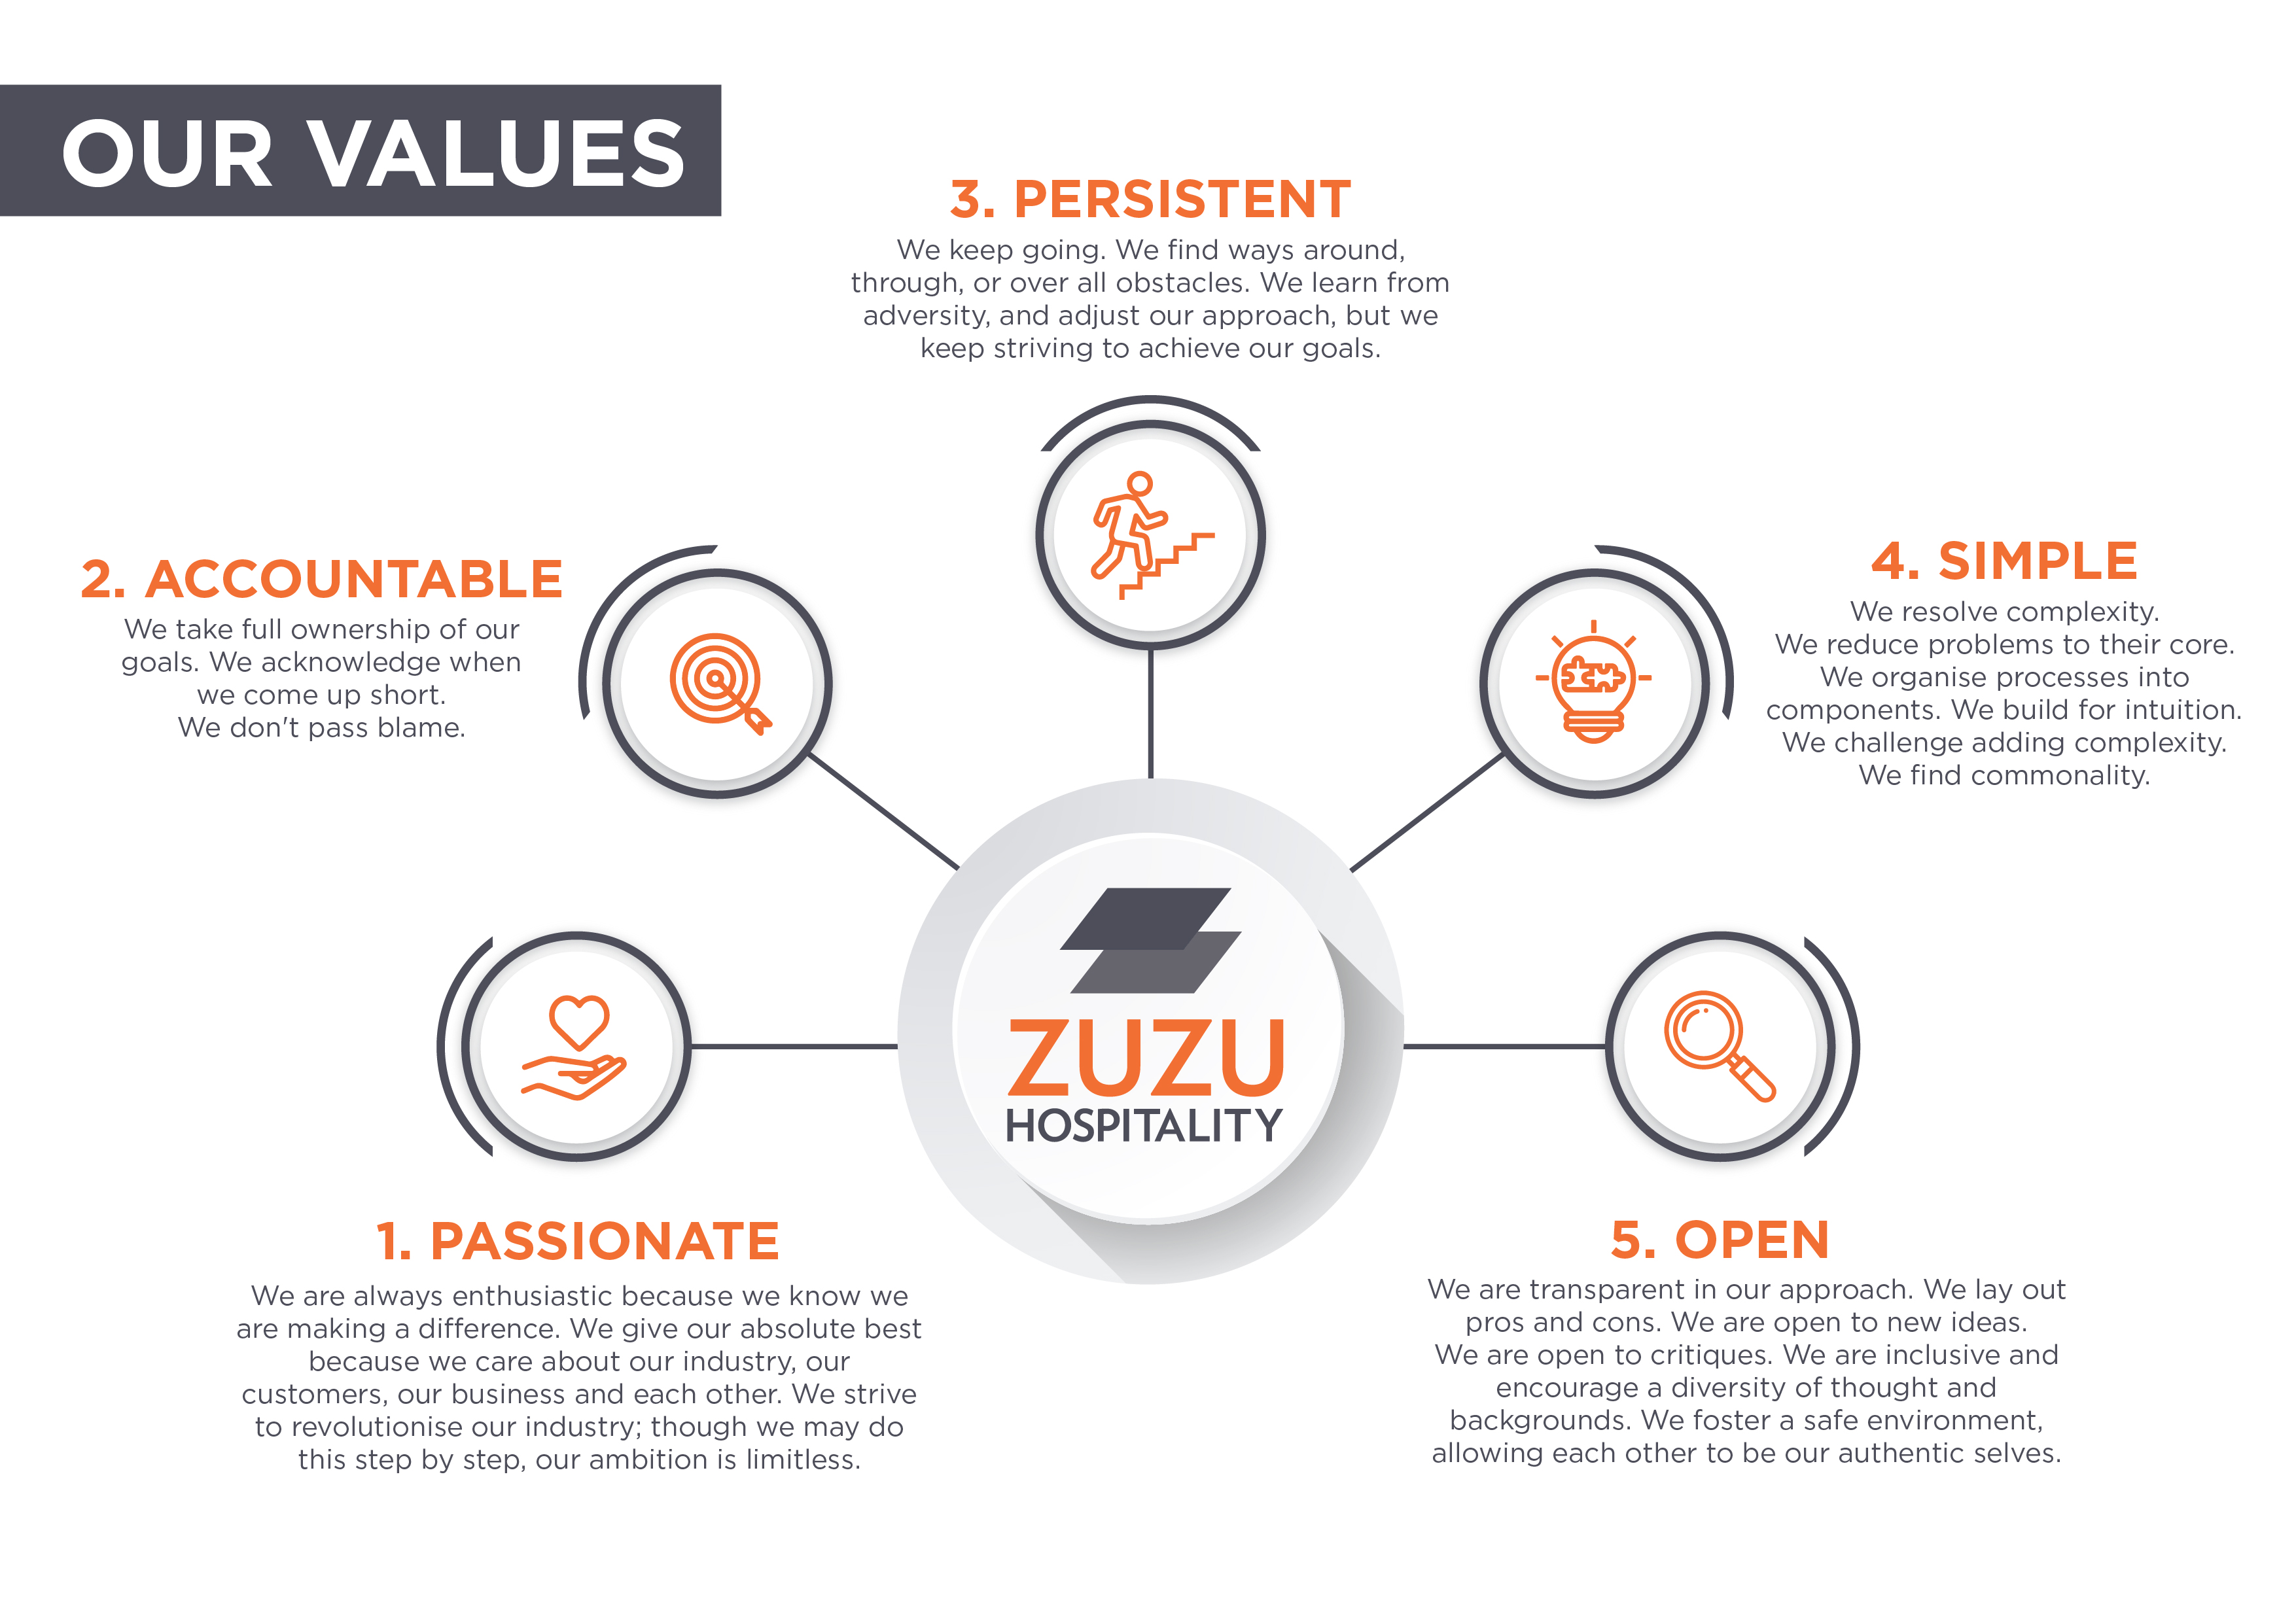 OUR VALUES
3. PERSISTENT
We keep going. We find ways around,
through, or over all obstacles. We learn from
adversity, and adjust our approach, but we
keep striving to achieve our goals.
2. ACCOUNTABLE
We take full ownership of our
goals. We acknowledge when
we come up short.
We don't pass blame.
4. SIMPLE
We resolve complexity.
We reduce problems to their core.
We organise processes into
components. We build for intuition.
We challenge adding complexity.
We find commonality.
ZUZU
HOSPITALITY
1. PASSIONATE
We are always enthusiastic because we know we
are making a difference. We give our absolute best
because we care about our industry, our
customers, our business and each other. We strive
to revolutionise our industry; though we may do
this step by step, our ambition is limitless.
5. OPEN
We are transparent in our approach. We lay out
pros and cons. We are open to new ideas.
We are open to critiques. We are inclusive and
encourage a diversity of thought and
backgrounds. We foster a safe environment,
allowing each other to be our authentic selves.